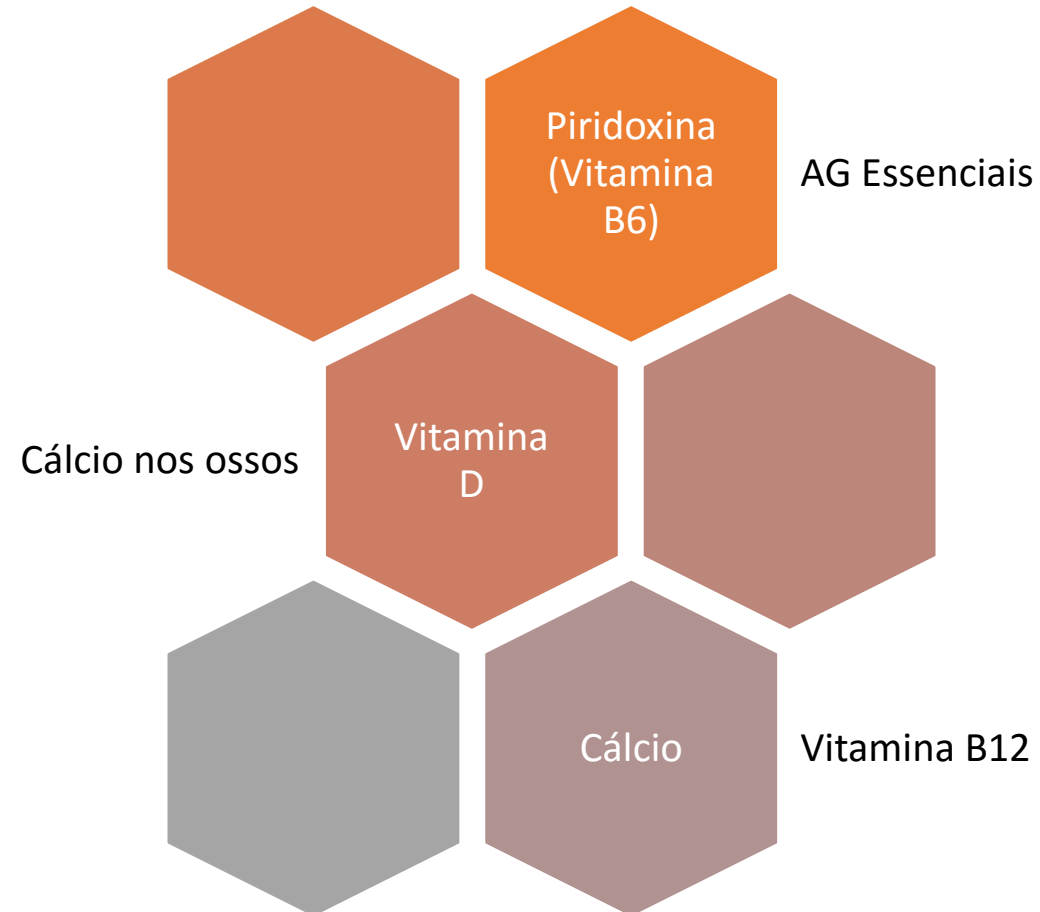 Piridoxina
(Vitamina
B6)
AG Essenciais
Cálcio nos ossos
Vitamina
D
Cálcio
Vitamina B12